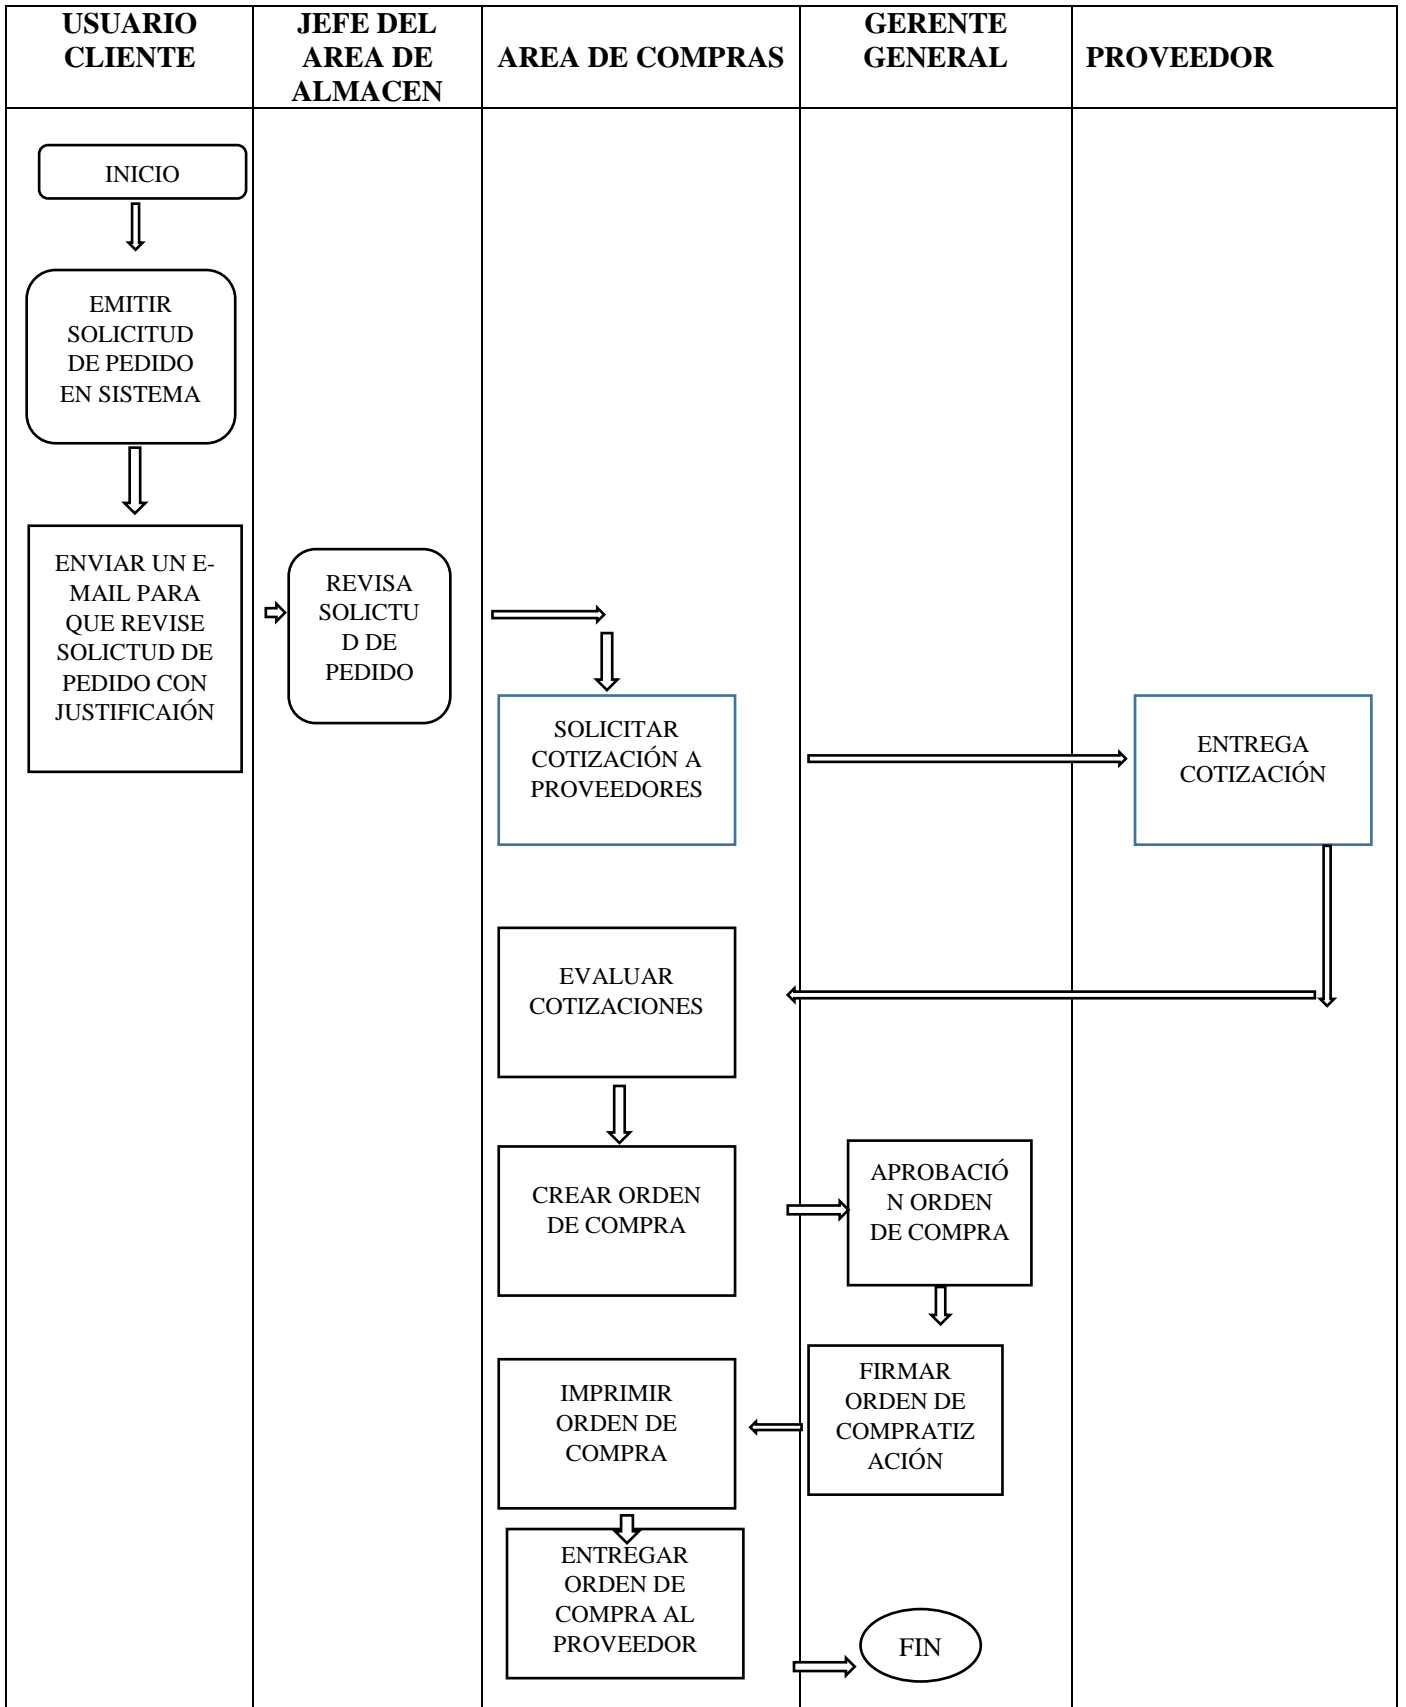 USUARIO
CLIENTE
JEFE DEL
AREA DE
ALMACEN
AREA DE COMPRAS
GERENTE
GENERAL
PROVEEDOR
INICIO
EMITIR
SOLICITUD
DE PEDIDO
EN SISTEMA
ENVIAR UN E-
MAIL PARA
QUE REVISE
SOLICTUD DE
PEDIDO CON
JUSTIFICAIÓN
REVISA
SOLICTU
D DE
PEDIDO
SOLICITAR
COTIZACIÓN A
PROVEEDORES
ENTREGA
COTIZACIÓN
EVALUAR
COTIZACIONES
CREAR ORDEN
DE COMPRA
APROBACIÓ
N ORDEN
DE COMPRA
FIRMAR
ORDEN DE
COMPRATIZ
ACIÓN
IMPRIMIR
ORDEN DE
COMPRA
ENTREGAR
ORDEN DE
COMPRA AL
PROVEEDOR
FIN